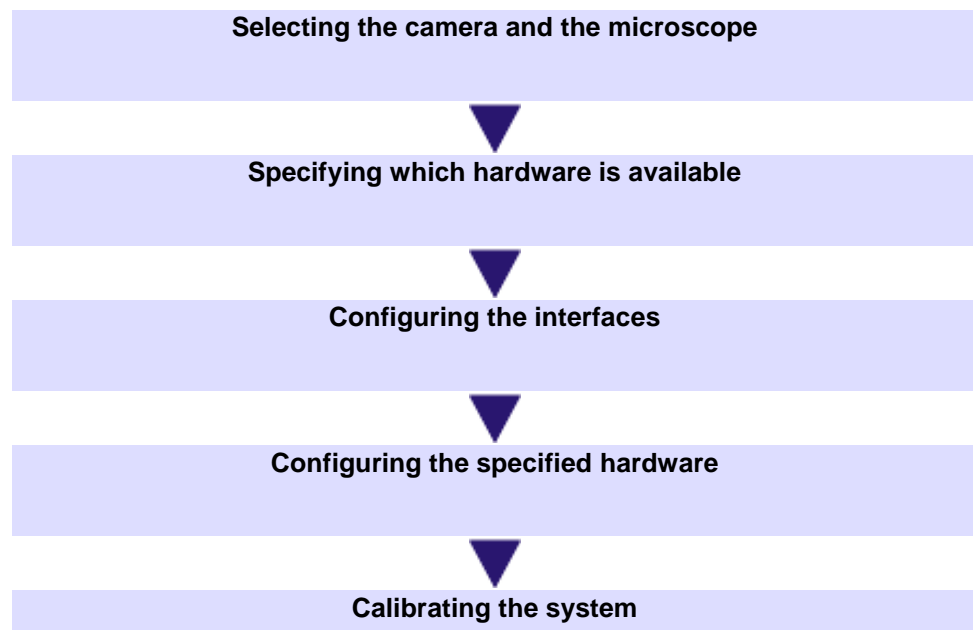 Selecting the camera and the microscope
Specifying which hardware is available
Configuring the interfaces
Configuring the specified hardware
Calibrating the system